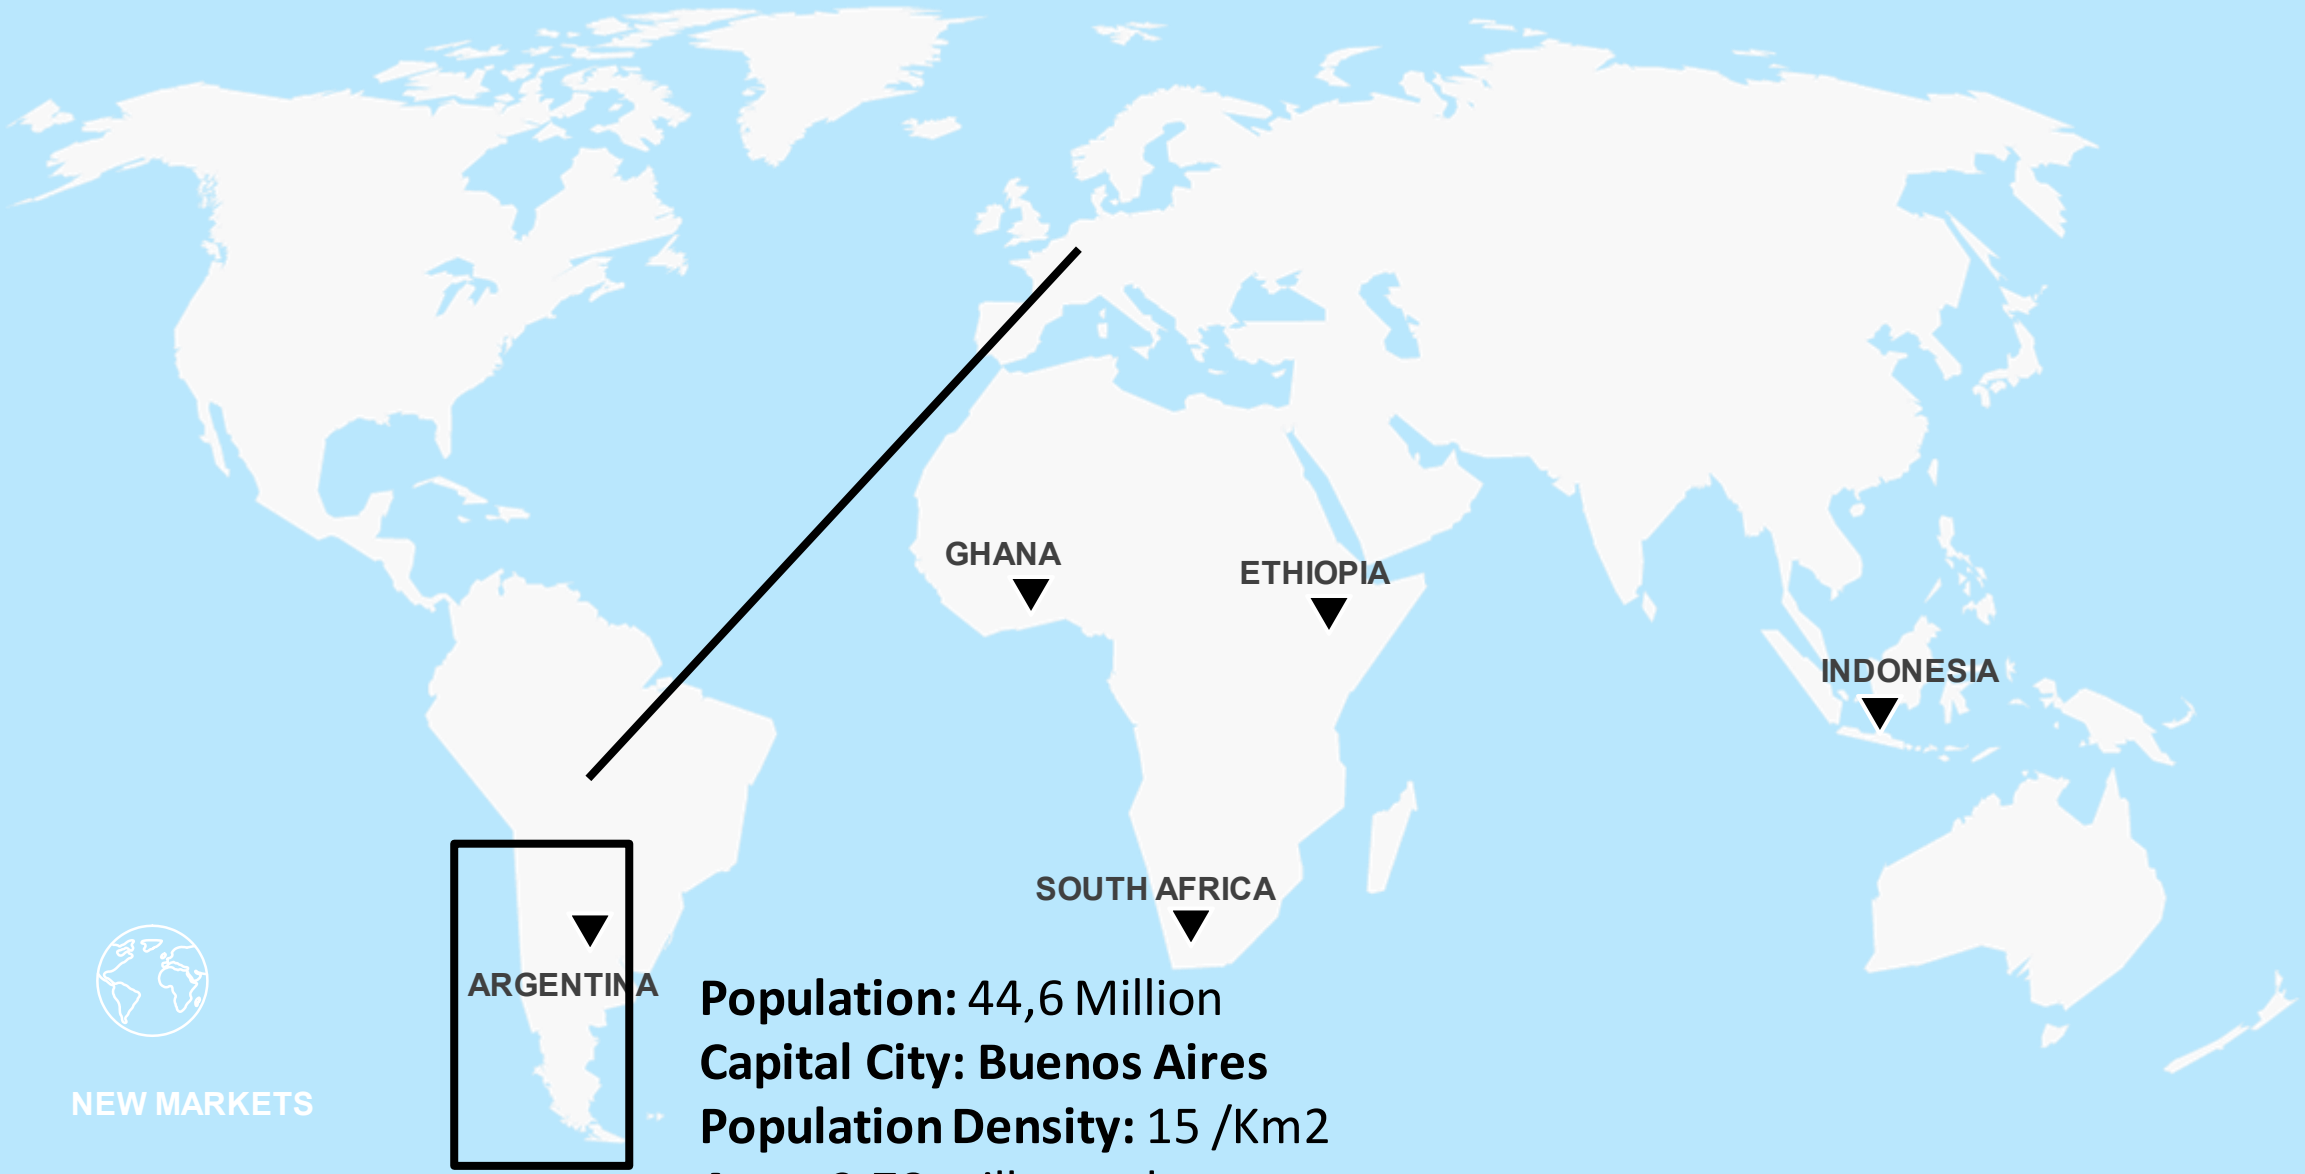 GHANA
ETHIOPIA
INDONESIA
SOUTH AFRICA
ARGENTINA
Population: 44,6 Million
Capital City: Buenos Aires
NEW MARKETS
Population Density: 15 /Km2